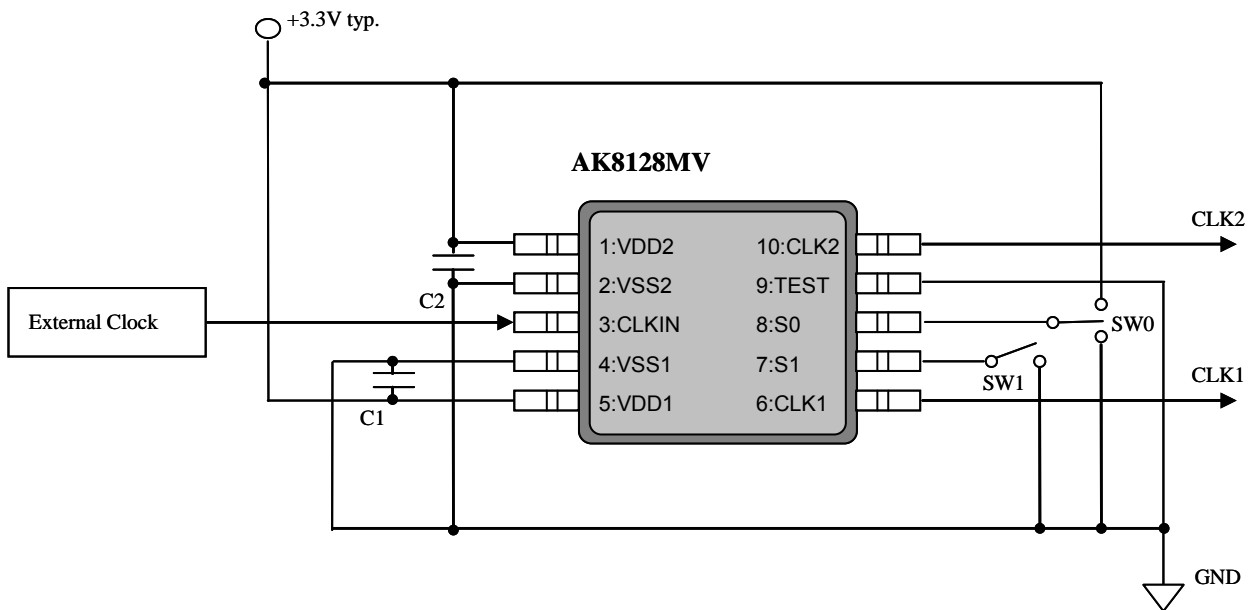 +3.3V typ.
AK8128MV
CLK2
1:VDD2
10:CLK2
2:VSS2
9:TEST
C2
External Clock
3:CLKIN
8:S0
SW0
4:VSS1
7:S1
SW1
CLK1
C1
5:VDD1
6:CLK1
GND